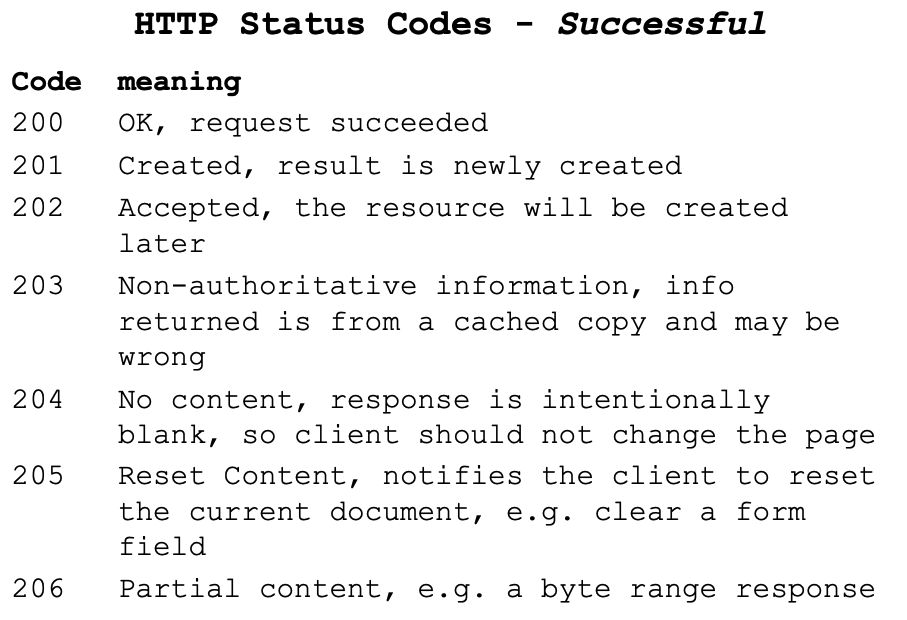 HTTP Status Codes - Successful
Code meaning
200 OK, request succeeded
201 Created, result is newly created
202 Accepted, the resource will be created
later
203 Non-authoritative information, info
returned is from a cached copy and may be
wrong
204 No content, response is intentionally
blank, so client should not change the page
205 Reset Content, notifies the client to reset
the current document, e.g. clear a form
field
206 Partial content, e.g. a byte range response